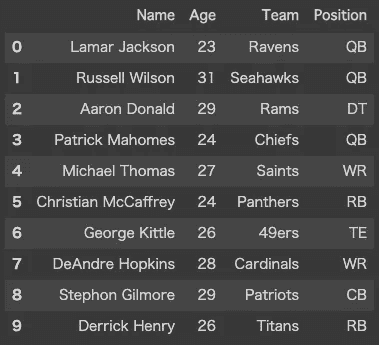 Name Age Team Position
0 Lamar Jackson 23 Ravens QB
1 Russell Wilson 31 Seahawks QB
2 Aaron Donald 29 Rams DT
3 Patrick Mahomes 24 Chiefs QB
4 Michael Thomas 27 Saints WR
5 Christian McCaffrey 24 Panthers RB
6 George Kittle 26 49ers TE
7 DeAndre Hopkins 28 Cardinals WR
8 Stephon Gilmore 29 Patriots CB
9 Derrick Henry 26 Titans RB